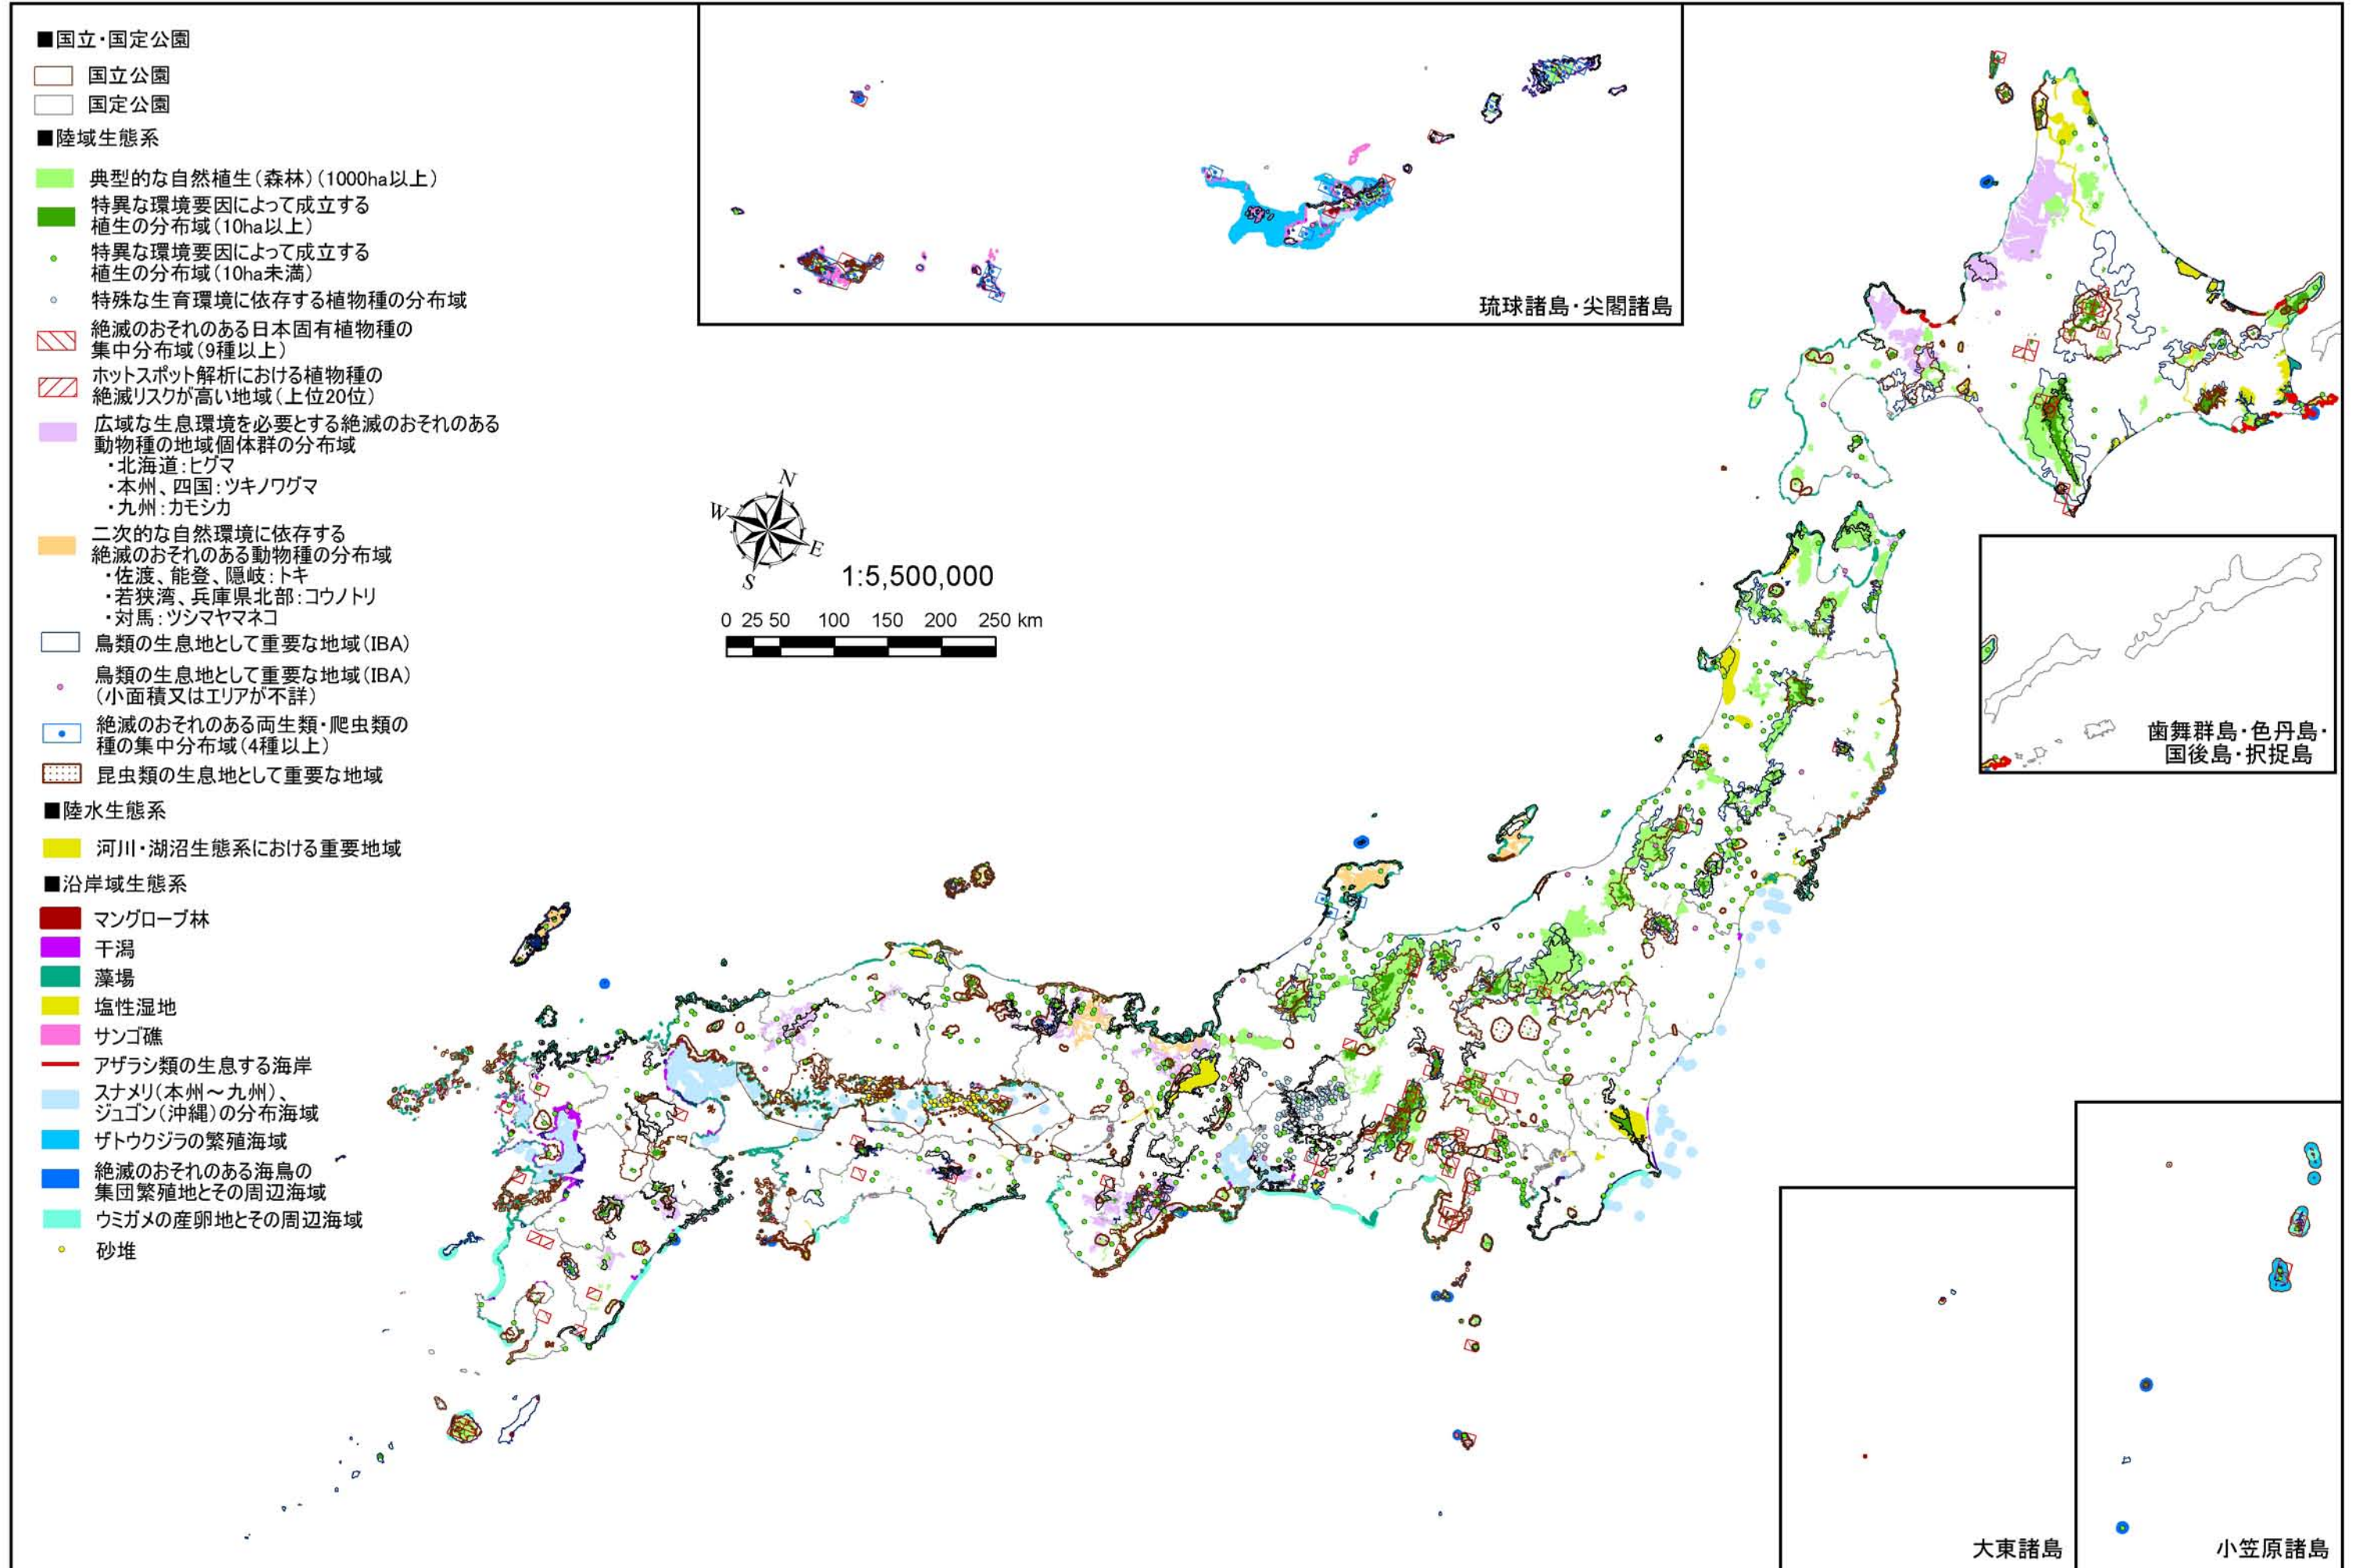 ■国立・国定公園
国立公園
国定公園
■陸域生態系
典型的な自然植生(森林)(1000ha以上)
特異な環境要因によって成立する
植生の分布域(10ha以上)
特異な環境要因によって成立する
植生の分布域(10ha未満)
特殊な生育環境に依存する植物種の分布域
絶滅のおそれのある日本固有植物種の
集中分布域(9種以上)
ホットスポット解析における植物種の
絶滅リスクが高い地域(上位20位)
広域な生息環境を必要とする絶滅のおそれのある
動物種の地域個体群の分布域
・北海道:ヒグマ
・本州、四国:ツキノワグマ
・九州:カモシカ
二次的な自然環境に依存する
絶滅のおそれのある動物種の分布域
・佐渡、能登、隠岐:トキ
・若狭湾、兵庫県北部:コウノトリ
・対馬:ツシマヤマネコ
鳥類の生息地として重要な地域(IBA)
鳥類の生息地として重要な地域(IBA)
(小面積又はエリアが不詳)
絶滅のおそれのある両生類・爬虫類の
種の集中分布域(4種以上)
昆虫類の生息地として重要な地域
■陸水生態系
河川・湖沼生態系における重要地域
■沿岸域生態系
マングローブ林
干潟
藻場
塩性湿地
サンゴ礁
アザラシ類の生息する海岸
スナメリ(本州～九州)、
ジュゴン(沖縄)の分布海域
ザトウクジラの繁殖海域
絶滅のおそれのある海鳥の
集団繁殖地とその周辺海域
ウミガメの産卵地とその周辺海域
砂堆
琉球諸島・尖閣諸島
N
W
E
S
1:5,500,000
0 25 50 100 150 200 250 km
歯舞群島・色丹島・
国後島・択捉島
大東諸島
小笠原諸島